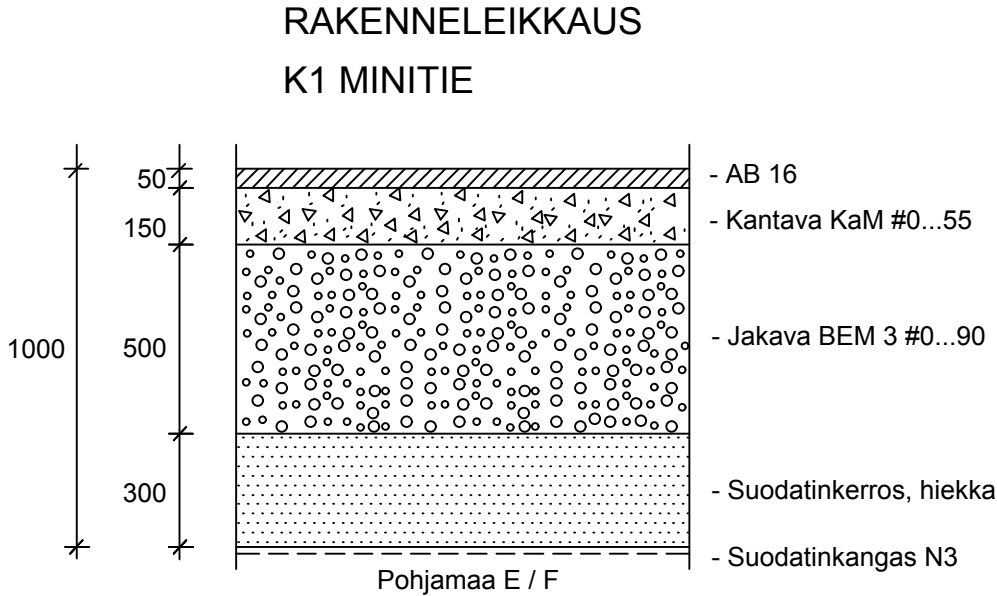 RAKENNELEIKKAUS
K1 MINITIE
50
- AB 16
150
- Kantava KaM #0...55
1000
500
- Jakava BEM 3 #0...90
300
- Suodatinkerros, hiekka
- Suodatinkangas N3
Pohjamaa E / F